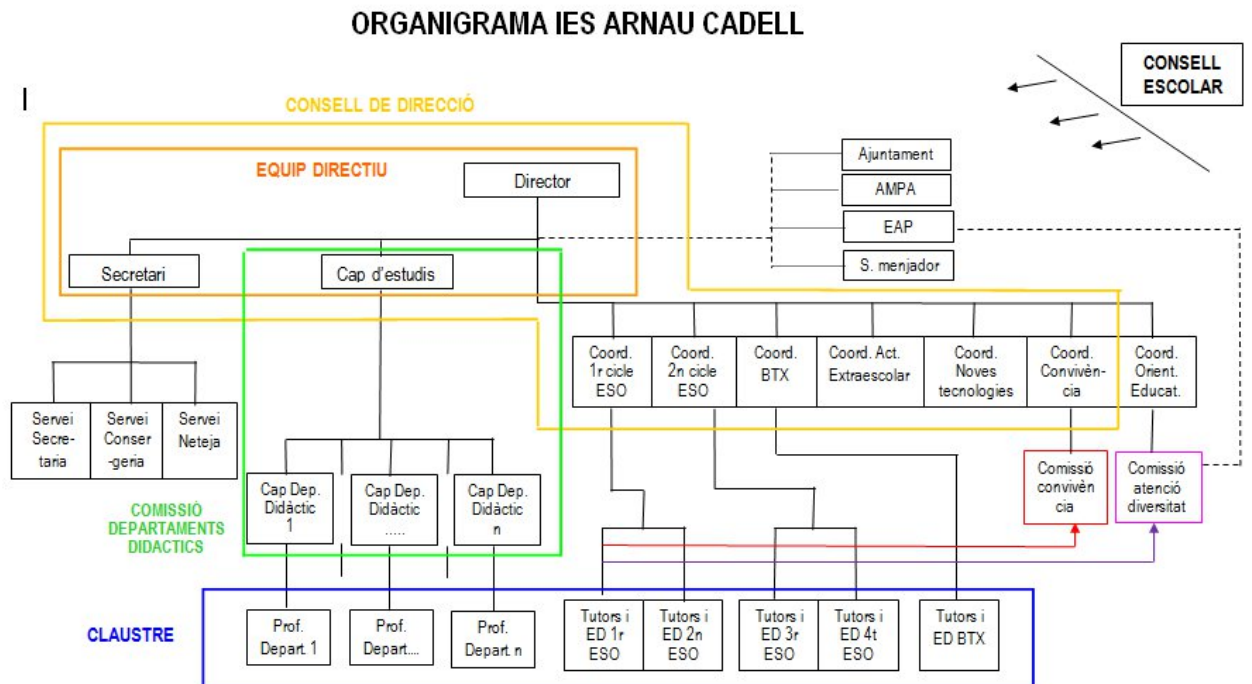 ORGANIGRAMA IES ARNAU CADELL
CONSELL
ESCOLAR
CONSELL DE DIRECCIÓ
EQUIP DIRECTIU
Director
Ajuntament
AMPA
EAP
S. menjador
Secretari
Cap d'estudis
Coord.
1r cicle
ESO
Coord.
2n cicle
ESO
Coord.
BTX
Coord. Act.
Extraescolar
Coord.
Noves
tecnologies
Coord.
Convivèn-
cia
Coord.
Orient.
Educat.
Servei
Secre-
taria
Servei
Conser
-geria
Servei
Neteja
COMISSIÒ
DEPARTAMENTS
DIDACTICS
Cap Dep.
Didàctic
1
Cap Dep.
Didàctic
.....
Cap Dep.
Didàctic
n
Comissió
convivèn
cia
Comissió
atenció
diversitat
CLAUSTRE
Prof.
Depart. 1
Prof.
Depart....
Prof.
Depart. n
Tutors i
ED 1r
ESO
Tutors i
ED 2n
ESO
Tutors i
ED 3r
ESO
Tutors i
ED 4t
ESO
Tutors i
ED BTX